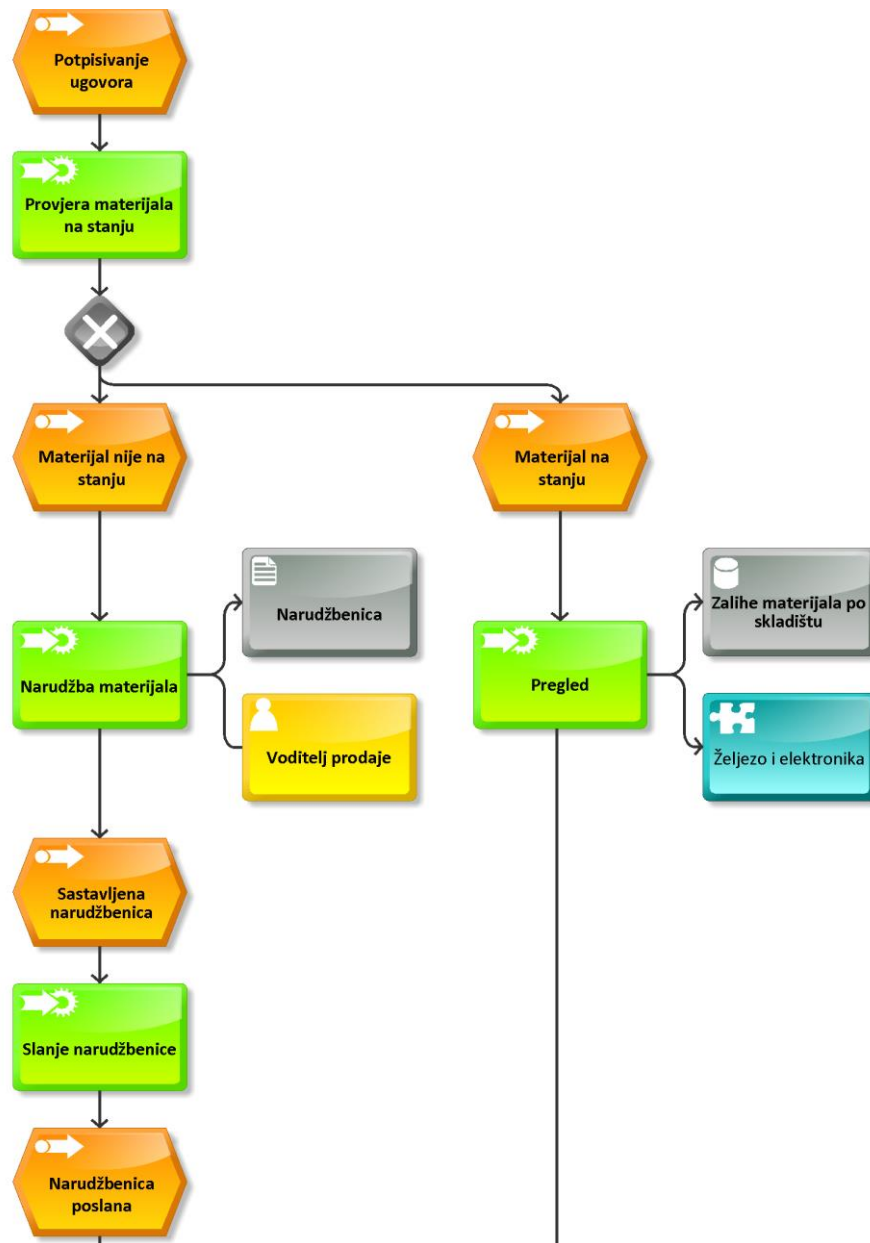 Potpisivanje
ugovora
Provjera materijala
na stanju
Materijal nije na
stanju
Materijal na
stanju
Narudžbenica
Zalihe materijala po
skladištu
Narudžba materijala
Pregled
Voditelj prodaje
Željezo i elektronika
Sastavljena
narudžbenica
Slanje narudžbenice
Narudžbenica
poslana